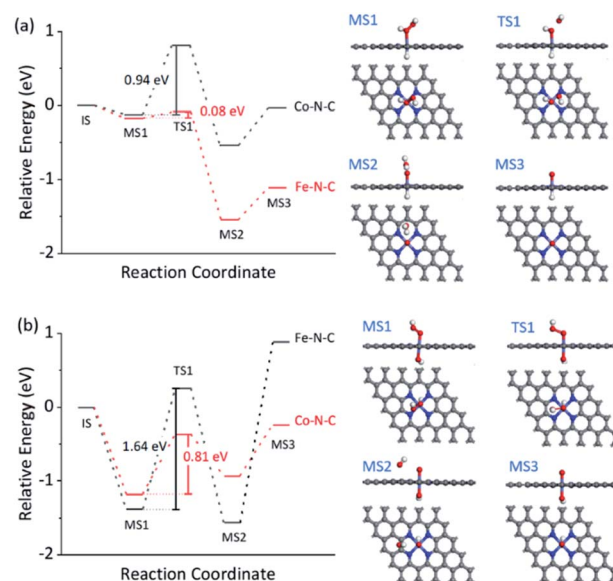 (a)
Relative Energy (eV)
1
0
-1
-2
IS
MS1
TS1
MS2
MS3
0.94 eV
0.08 eV
Co-N-C
Fe-N-C
Reaction Coordinate
MS1
TS1
MS2
MS3
(b)
Relative Energy (eV)
1
0
-1
-2
IS
MS1
TS1
MS2
MS3
1.64 eV
0.81 eV
Fe-N-C
Co-N-C
Reaction Coordinate
MS1
TS1
MS2
MS3